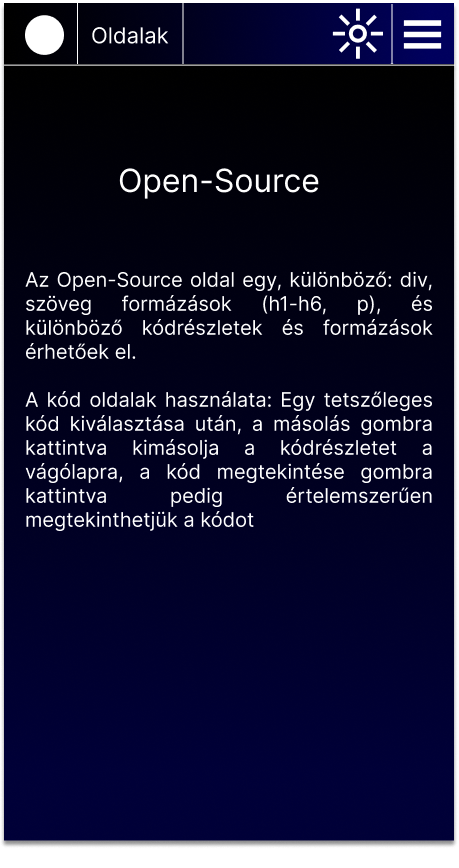 Oldalak
Open-Source
Az Open-Source oldal egy, különböző: div,
szöveg formázások (h1-h6, p), és
különböző kódrészletek és formázások
érhetőek el.
A kód oldalak használata: Egy tetszőleges
kód kiválasztása után, a másolás gombra
kattintva kimásolja a kódrészletet a
vágólapra, a kód megtekintése gombra
kattintva pedig értelemszerűen
megtekinthetjük a kódot